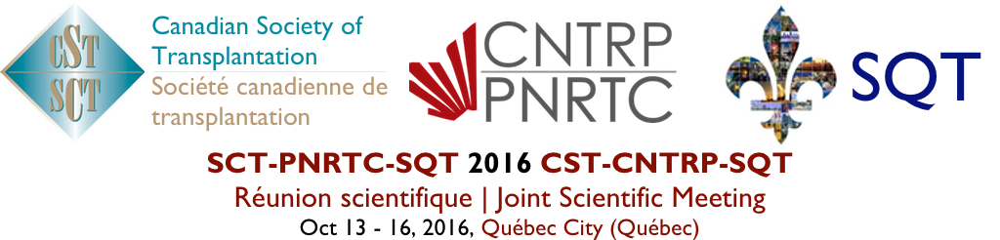 CST
SCT
Canadian Society of
Transplantation
Société canadienne de
transplantation
CNTRP
PNRTC
SQT
SCT-PNRTC-SQT 2016 CST-CNTRP-SQT
Réunion scientifique | Joint Scientific Meeting
Oct 13 - 16, 2016, Québec City (Québec)